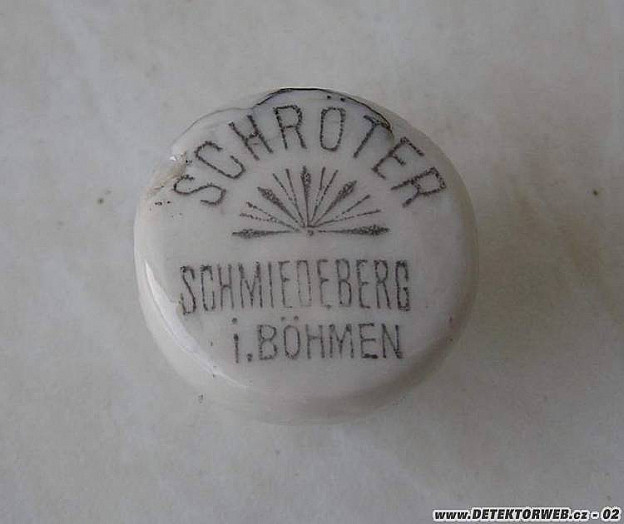 SCHRÖTER
SCHMIEDEBERG
i.BÖHMEN
www.DETEKTORWEB.cz - 02